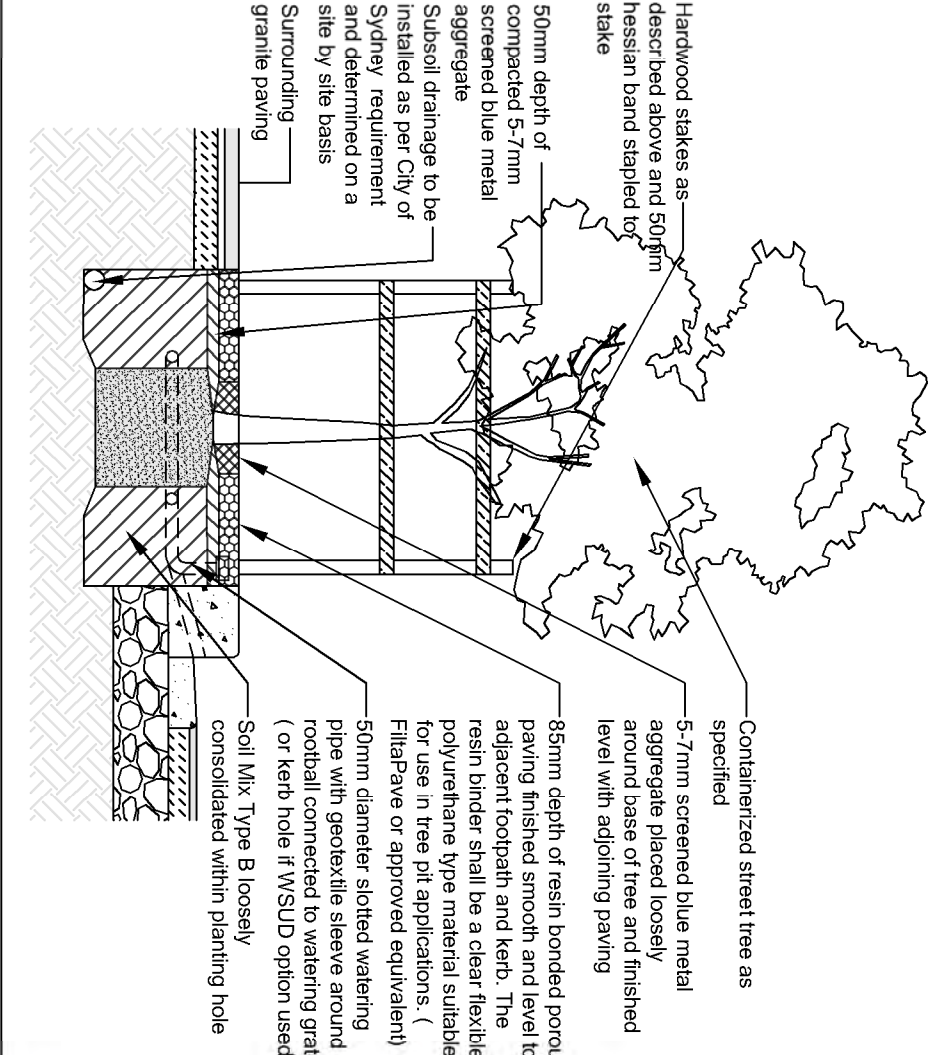 Hardwood stakes as
described above and 50mm
hessian band stapled to
stake
50mm depth of
compacted 5-7mm
screened blue metal
aggregate
Subsoil drainage to be
installed as per City of
Sydney requirement
and determined on a
site by site basis
Surrounding
granite paving
Containerized street tree as
specified
5-7mm screened blue metal
aggregate placed loosely
around base of tree and finished
level with adjoining paving
85mm depth of resin bonded porou
paving finished smooth and level to
adjacent footpath and kerb. The
resin binder shall be a clear flexible
polyurethane type material suitable
for use in tree pit applications. (
FiltaPave or approved equivalent)
50mm diameter slotted watering
pipe with geotextile sleeve around
rootball connected to watering grat
( or kerb hole if WSUD option used
Soil Mix Type B loosely
consolidated within planting hole